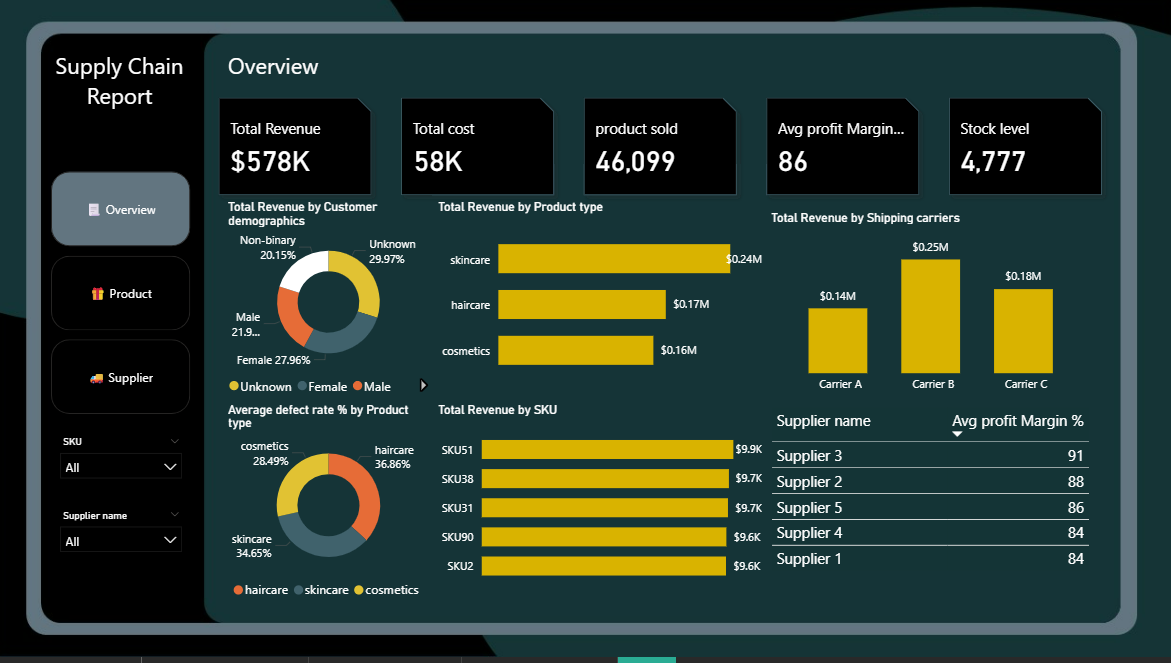 Supply Chain
Report
Overview
Product
Supplier
SKU
All
Supplier name
All
Overview
Total Revenue
$578K
Total cost
58K
product sold
46,099
Avg profit Margin...
86
Stock level
4,777
Total Revenue by Customer
demographics
Non-binary
20.15%
Unknown
29.97%
Male
21.9...
Female 27.96%
Unknown Female Male
Total Revenue by Product type
skincare $0.24M
haircare $0.17M
cosmetics $0.16M
Total Revenue by Shipping carriers
$0.14M
$0.25M
$0.18M
Carrier A Carrier B Carrier C
Average defect rate % by Product
type
cosmetics
28.49%
haircare
36.86%
skincare
34.65%
haircare skincare cosmetics
Total Revenue by SKU
SKU51 $9.9K
SKU38 $9.7K
SKU31 $9.7K
SKU90 $9.6K
SKU2 $9.6K
Supplier name Avg profit Margin %
Supplier 3 91
Supplier 2 88
Supplier 5 86
Supplier 4 84
Supplier 1 84